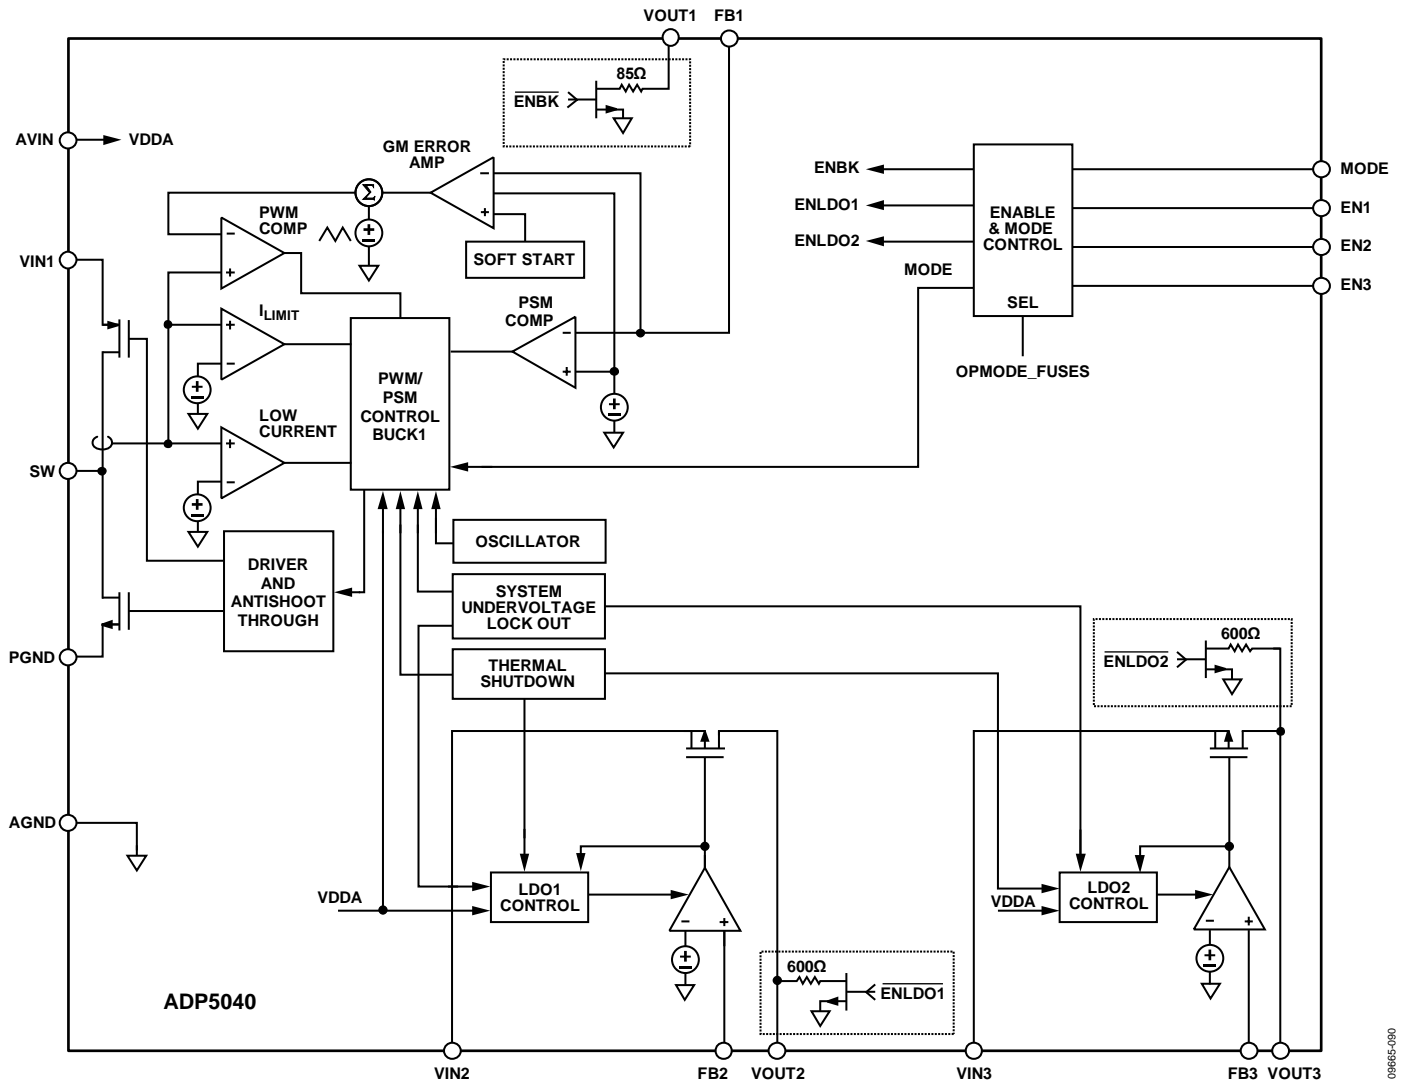 VOUT1 FB1
85Ω
ENBK
AVIN
VDDA
GM ERROR
AMP
Σ
PWM
COMP
SOFT START
VIN1
ENBK
ENLDO1
ENLDO2
MODE
ENABLE
& MODE
CONTROL
SEL
MODE
EN1
EN2
EN3
OPMODE_FUSES
ILIMIT
PSM
COMP
PWM/
PSM
CONTROL
BUCK1
LOW
CURRENT
SW
OSCILLATOR
DRIVER
AND
ANTISHOOT
THROUGH
SYSTEM
UNDERVOLTAGE
LOCK OUT
THERMAL
SHUTDOWN
PGND
600Ω
ENLDO2
AGND
VDDA
LDO1
CONTROL
VDDA
LDO2
CONTROL
600Ω
ENLDO1
ADP5040
VIN2
FB2
VOUT2
VIN3
FB3
VOUT3
09665-090